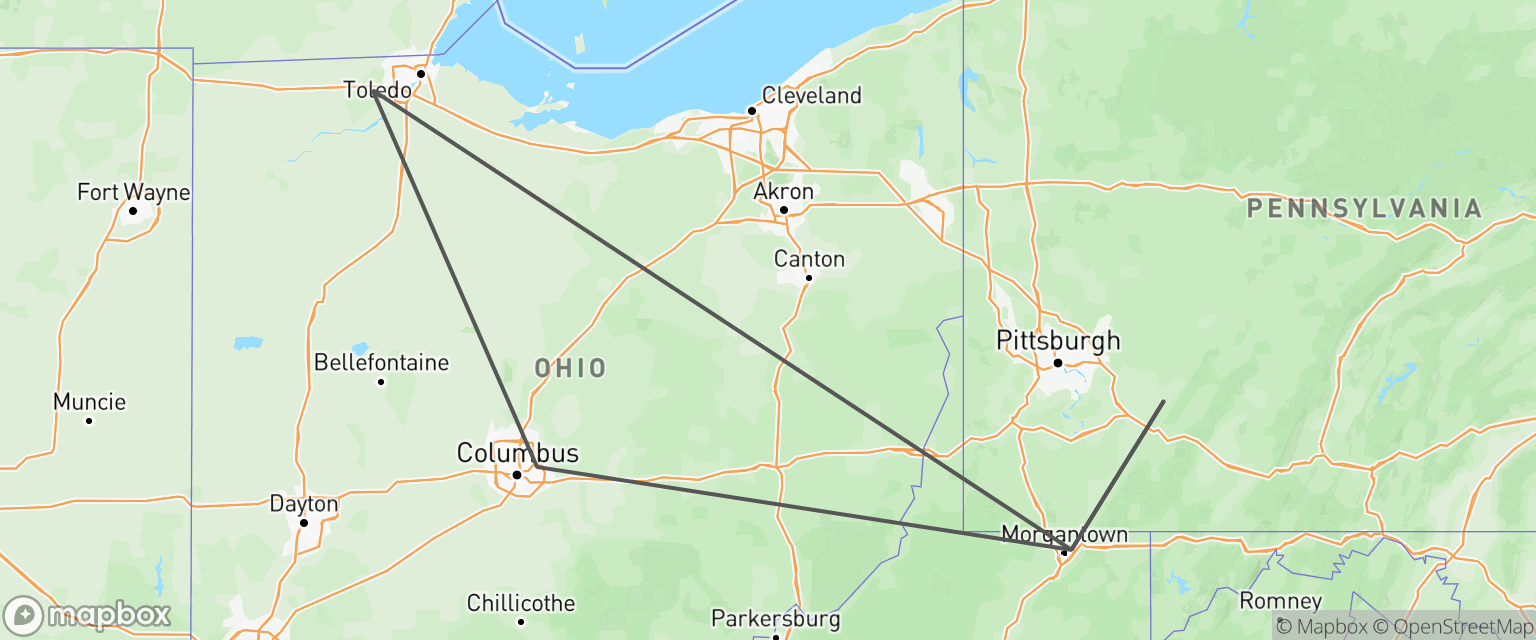 Toledo
Cleveland
Fort Wayne
Akron
PENNSYLVANIA
Canton
Pittsburgh
Bellefontaine
OHIO
Muncie
Columbus
Dayton
Morgantown
Chillicothe
Romney
Parkersburg
mapbox
© Mapbox © OpenStreetMap